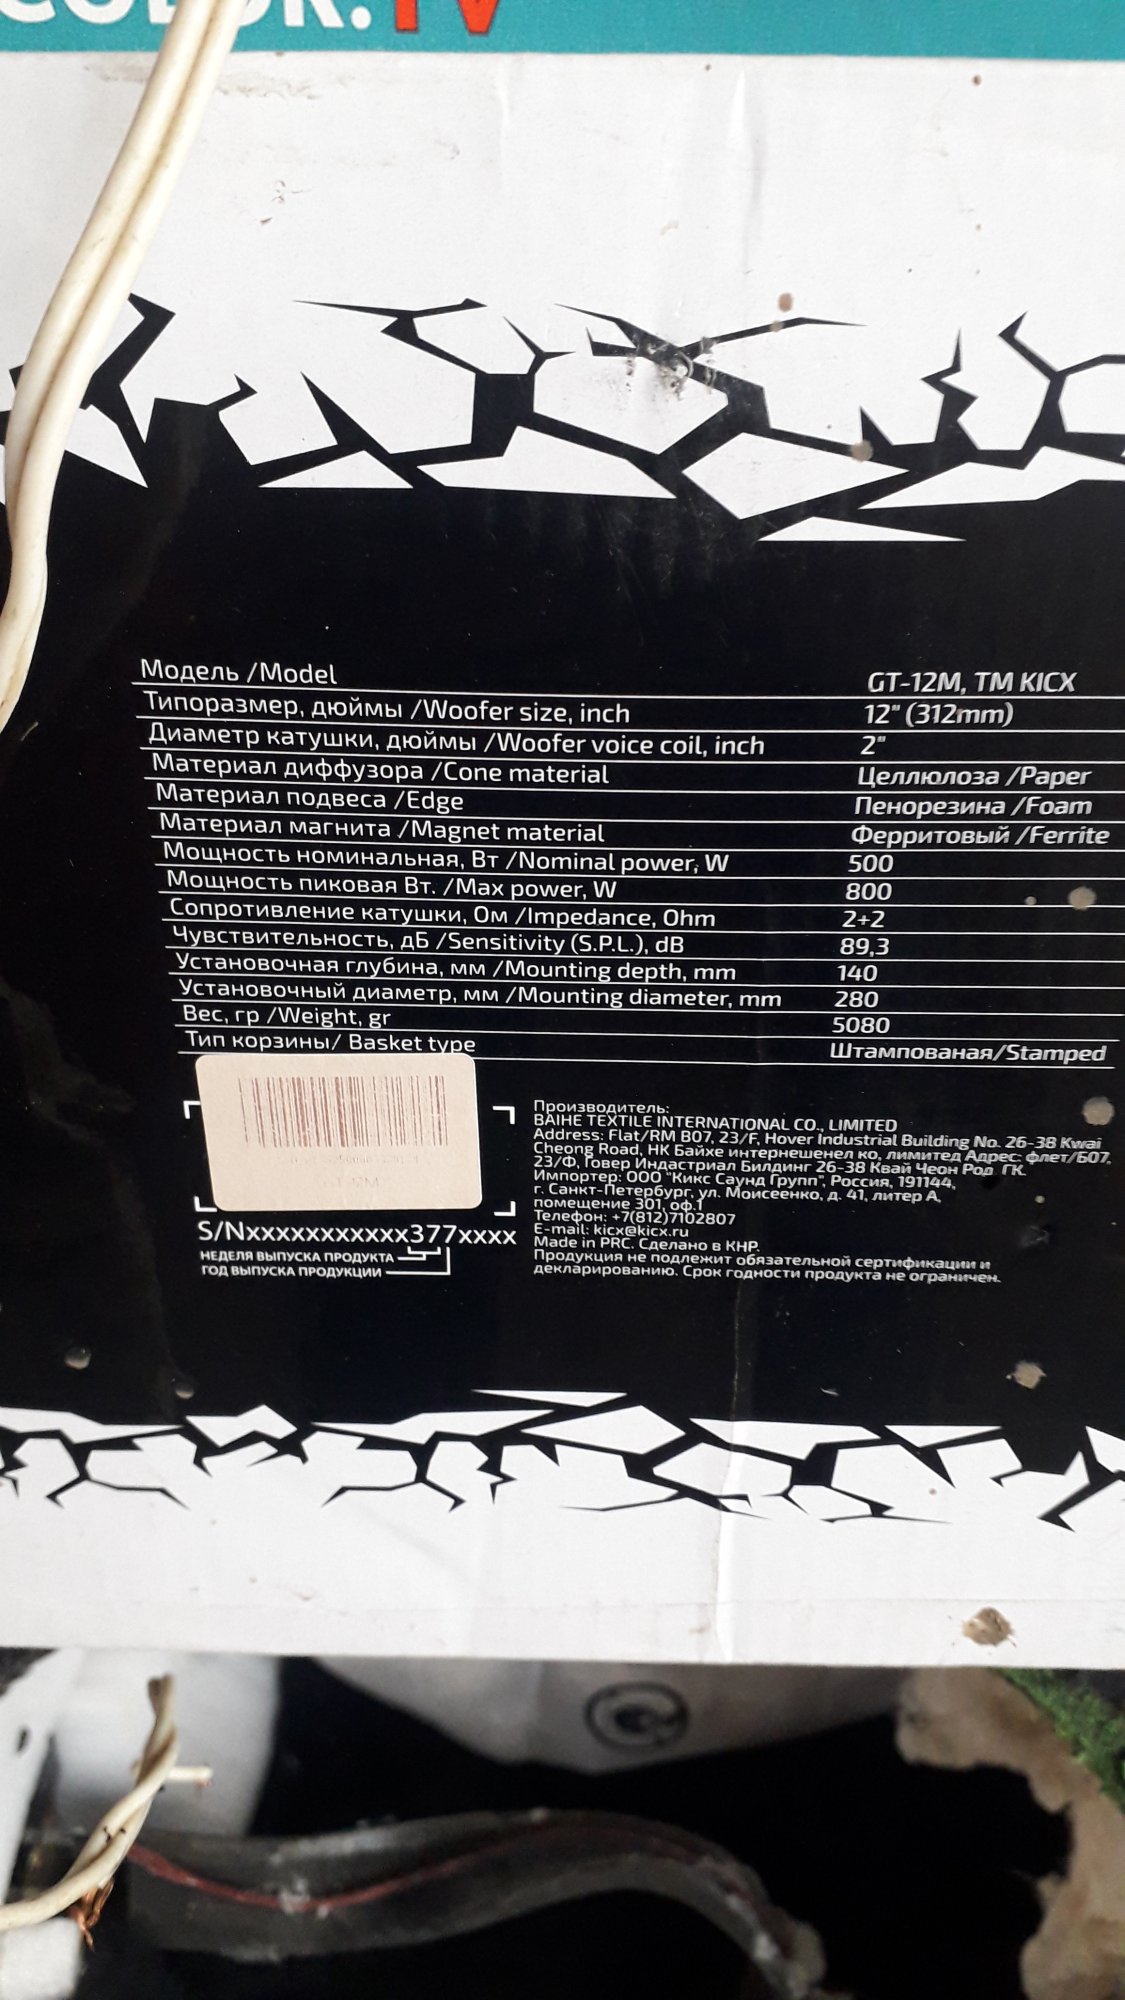 COLOR.TV
Модель /Model GT-12M, TM KICX
Типоразмер, дюймы /Woofer size, inch 12" (312mm)
Диаметр катушки, дюймы /Woofer voice coil, inch 2"
Материал диффузора /Cone material Целлюлоза /Paper
Материал подвеса /Edge Пенорезина /Foam
Материал магнита /Magnet material Ферритовый /Ferrite
Мощность номинальная, Вт /Nominal power, W 500
Мощность пиковая Вт. /Max power, W 800
Сопротивление катушки, Ом /Impedance, Ohm 2+2
Чувствительность, дБ /Sensitivity (S.P.L.), dB 89,3
Установочная глубина, мм /Mounting depth, mm 140
Установочный диаметр, мм /Mounting diameter, mm 280
Вес, гр /Weight, gr 5080
Тип корзины/ Basket type Штампованая/Stamped
S/Nxxxxxxxxxxx377xxxx
НЕДЕЛЯ ВЫПУСКА ПРОДУКТА
ГОД ВЫПУСКА ПРОДУКЦИИ
Производитель:
BAIHE TEXTILE INTERNATIONAL CO., LIMITED
Address: Flat/RM B07, 23/F, Hover Industrial Building No. 26-38 Kwai
Cheong Road, HK Байхе интернешенел ко, лимитед Адрес: флет/Б07,
23/Ф, Говер Индастриал Билдинг 26-38 Квай Чеон Род ГК.
Импортер: ООО "Кикс Саунд Групп", Россия, 191144,
г. Санкт-Петербург, ул. Моисеенко, д. 41, литер А,
помещение 301, оф.1
Телефон: +7(812)7102807
E-mail: kicx@kicx.ru
Made in PRC. Сделано в КНР.
Продукция не подлежит обязательной сертификации и
декларированию. Срок годности продукта не ограничен.